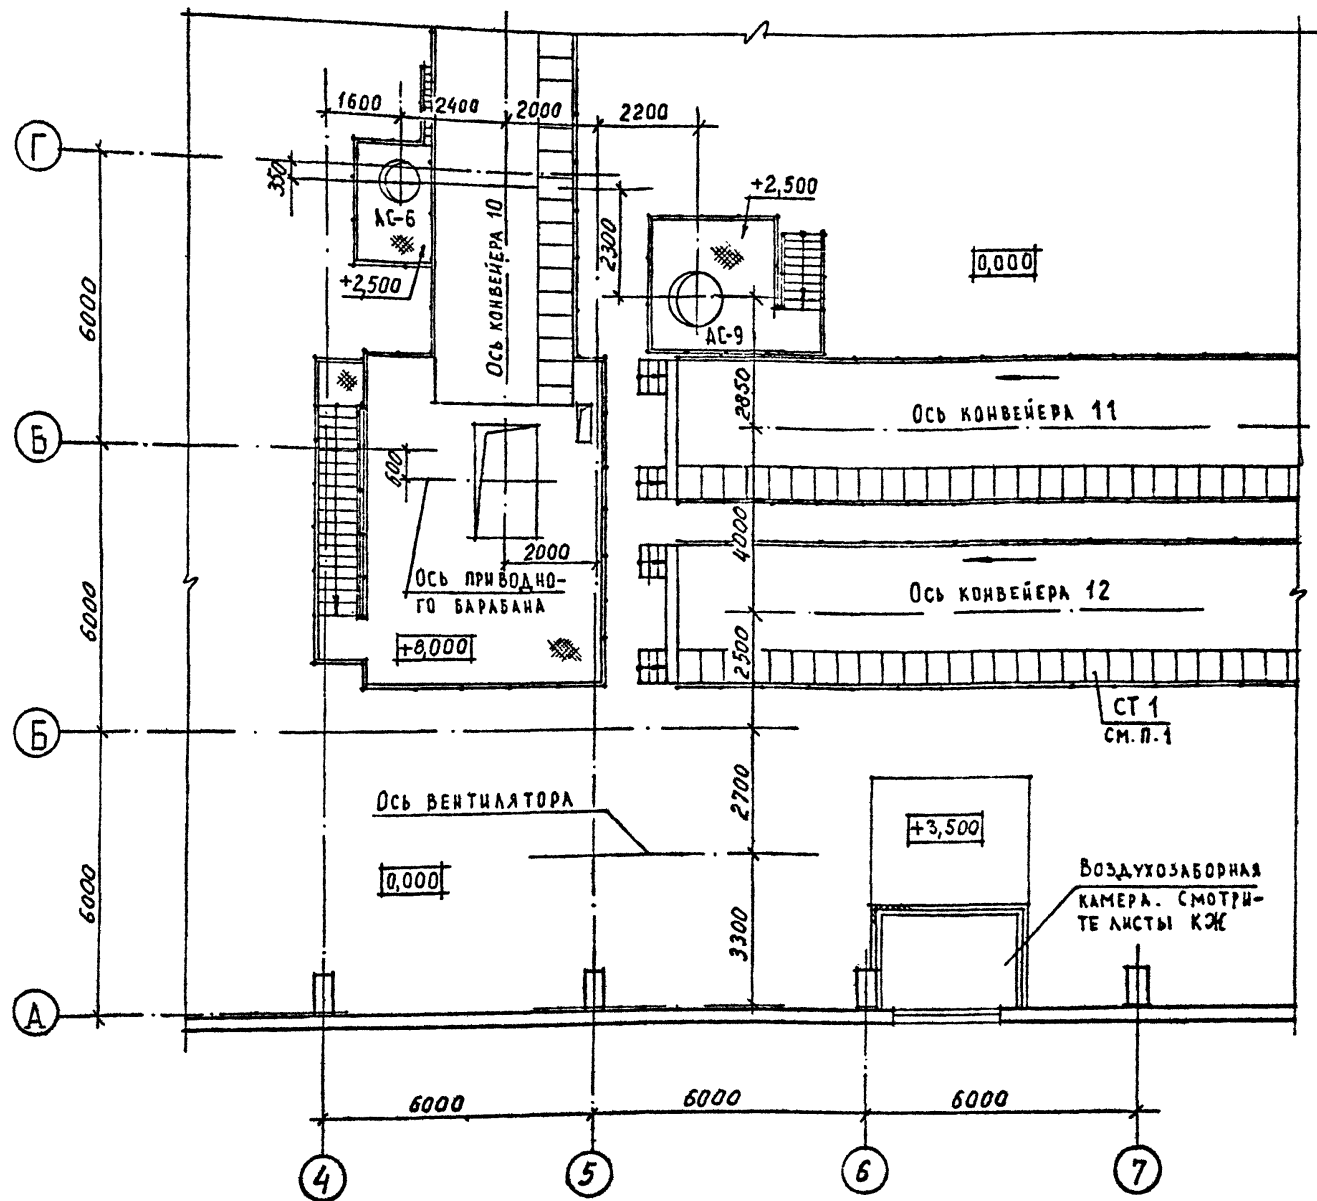 1600
2400
2000
2200
Г
350
АС-6
+2,500
ОСЬ КОНВЕЙЕРА 10
2300
+2,500
0,000
АС-9
6000
2850
ОСЬ КОНВЕЙЕРА 11
Б
600
4000
2000
ОСЬ ПРИВОДНО-
ГО БАРАБАНА
ОСЬ КОНВЕЙЕРА 12
6000
+8,000
2500
СТ 1
СМ. П.1
Б
2700
ОСЬ ВЕНТИЛЯТОРА
+3,500
0,000
6000
ВОЗДУХОЗАБОРНАЯ
КАМЕРА. СМОТРИ-
ТЕ ЛИСТЫ КЖ
3300
А
6000
6000
6000
4
5
6
7